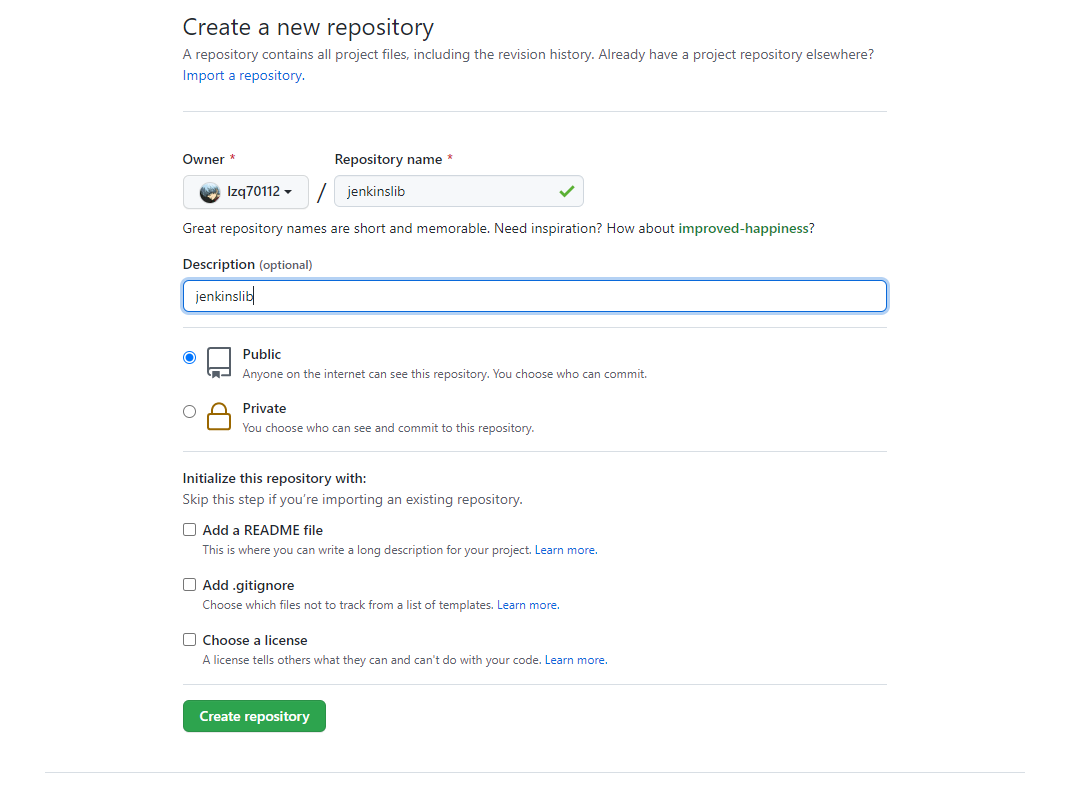 Create a new repository
A repository contains all project files, including the revision history. Already have a project repository elsewhere?
Import a repository.
Owner *
Repository name *
lzq70112
/
jenkinslib
Great repository names are short and memorable. Need inspiration? How about improved-happiness?
Description (optional)
jenkinslib
Public
Anyone on the internet can see this repository. You choose who can commit.
Private
You choose who can see and commit to this repository.
Initialize this repository with:
Skip this step if you’re importing an existing repository.
Add a README file
This is where you can write a long description for your project. Learn more.
Add .gitignore
Choose which files not to track from a list of templates. Learn more.
Choose a license
A license tells others what they can and can't do with your code. Learn more.
Create repository